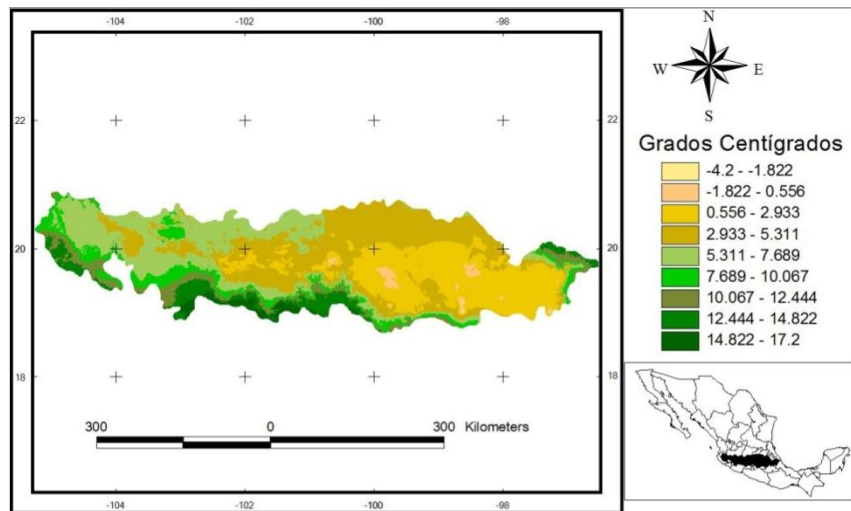 -104 -102 -100 -98
22 22
20 20
18 18
300 0 300 Kilometers
-104 -102 -100 -98
N
W E
S
Grados Centígrados
-4.2 - -1.822
-1.822 - 0.556
0.556 - 2.933
2.933 - 5.311
5.311 - 7.689
7.689 - 10.067
10.067 - 12.444
12.444 - 14.822
14.822 - 17.2